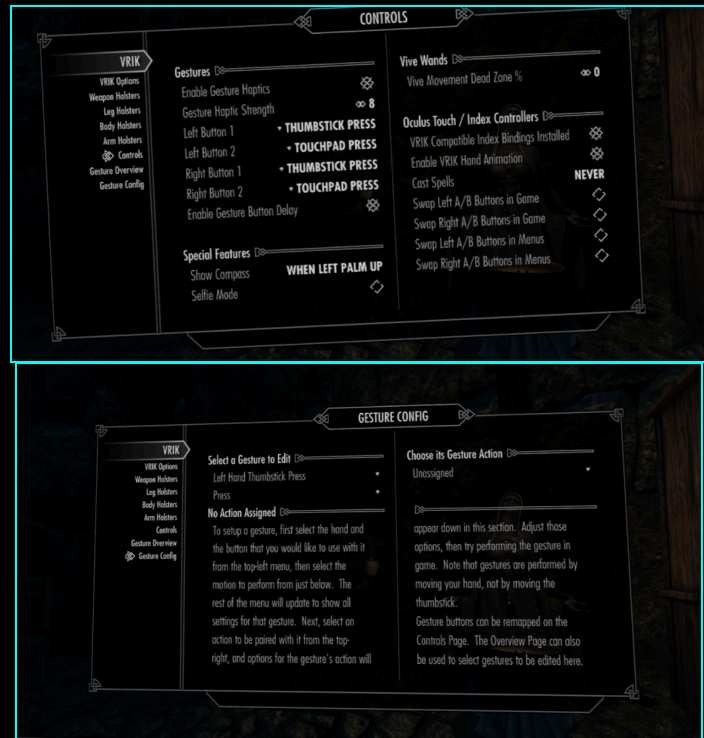 CONTROLS
VRIK
VRIK Options
Weapon Holsters
Leg Holsters
Body Holsters
Arm Holsters
Controls
Gesture Overview
Gesture Config
Gestures
Enable Gesture Haptics
Gesture Haptic Strength 8
Left Button 1 THUMBSTICK PRESS
Left Button 2 TOUCHPAD PRESS
Right Button 1 THUMBSTICK PRESS
Right Button 2 TOUCHPAD PRESS
Enable Gesture Button Delay
Special Features
Show Compass WHEN LEFT PALM UP
Selfie Mode
Vive Wands
Vive Movement Dead Zone % 0
Oculus Touch / Index Controllers
VRIK Compatible Index Bindings Installed
Enable VRIK Hand Animation
Cast Spells NEVER
Swap Left A/B Buttons in Game
Swap Right A/B Buttons in Game
Swap Left A/B Buttons in Menus
Swap Right A/B Buttons in Menus
GESTURE CONFIG
VRIK
VRIK Options
Weapon Holsters
Leg Holsters
Body Holsters
Arm Holsters
Controls
Gesture Overview
Gesture Config
Select a Gesture to Edit
Left Hand Thumbstick Press
Press
No Action Assigned
To setup a gesture, first select the hand and
the button that you would like to use with it
from the top-left menu, then select the
motion to perform from just below. The
rest of the menu will update to show all
settings for that gesture. Next, select an
action to be paired with it from the top-
right, and options for the gesture's action will
Choose its Gesture Action
Unassigned
appear down in this section. Adjust those
options, then try performing the gesture in
game. Note that gestures are performed by
moving your hand, not by moving the
thumbstick.
Gesture buttons can be remapped on the
Controls Page. The Overview Page can also
be used to select gestures to be edited here.